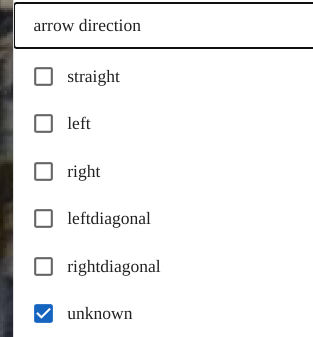 arrow direction
straight
left
right
leftdiagonal
rightdiagonal
unknown